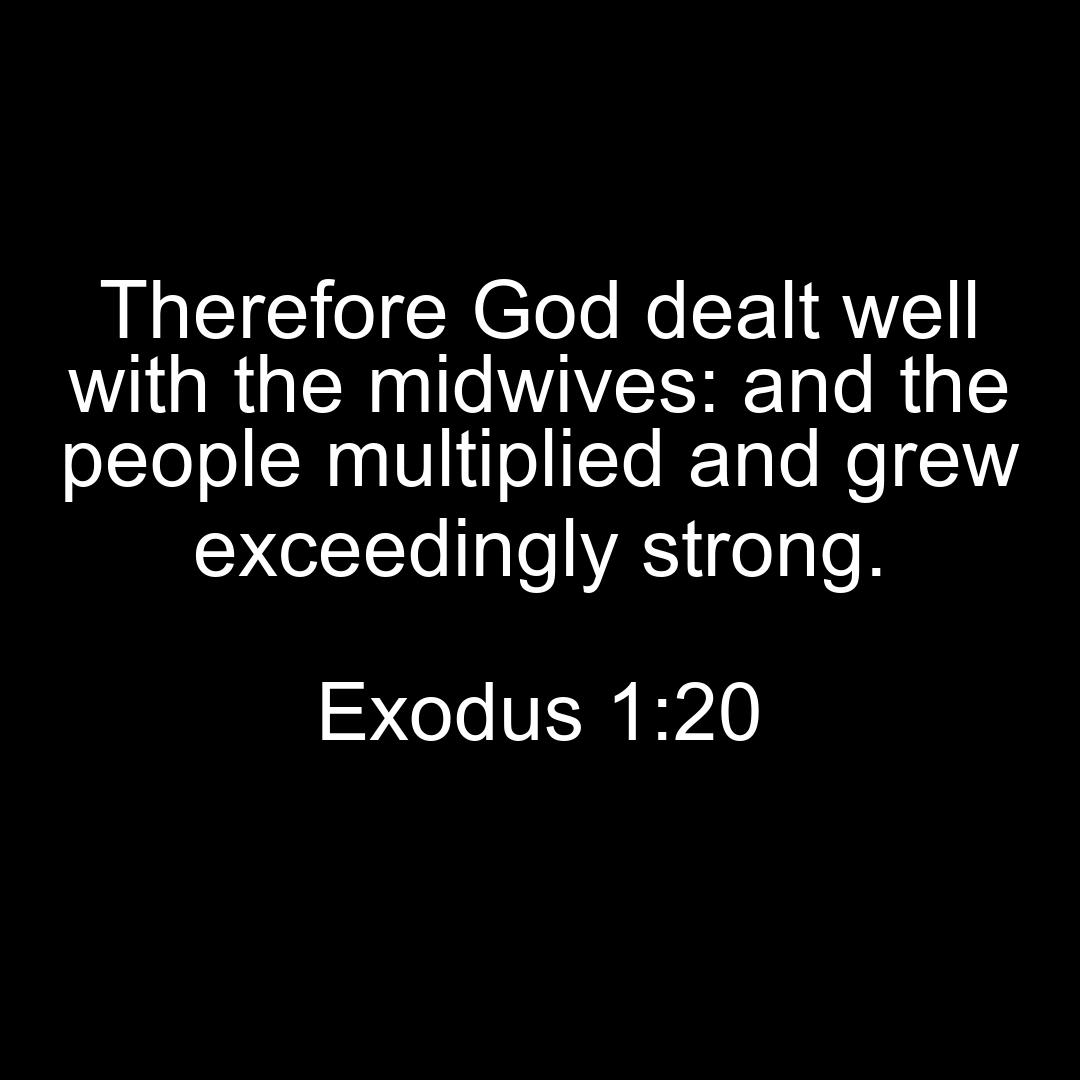 Therefore God dealt well
with the midwives: and the
people multiplied and grew
exceedingly strong.
Exodus 1:20